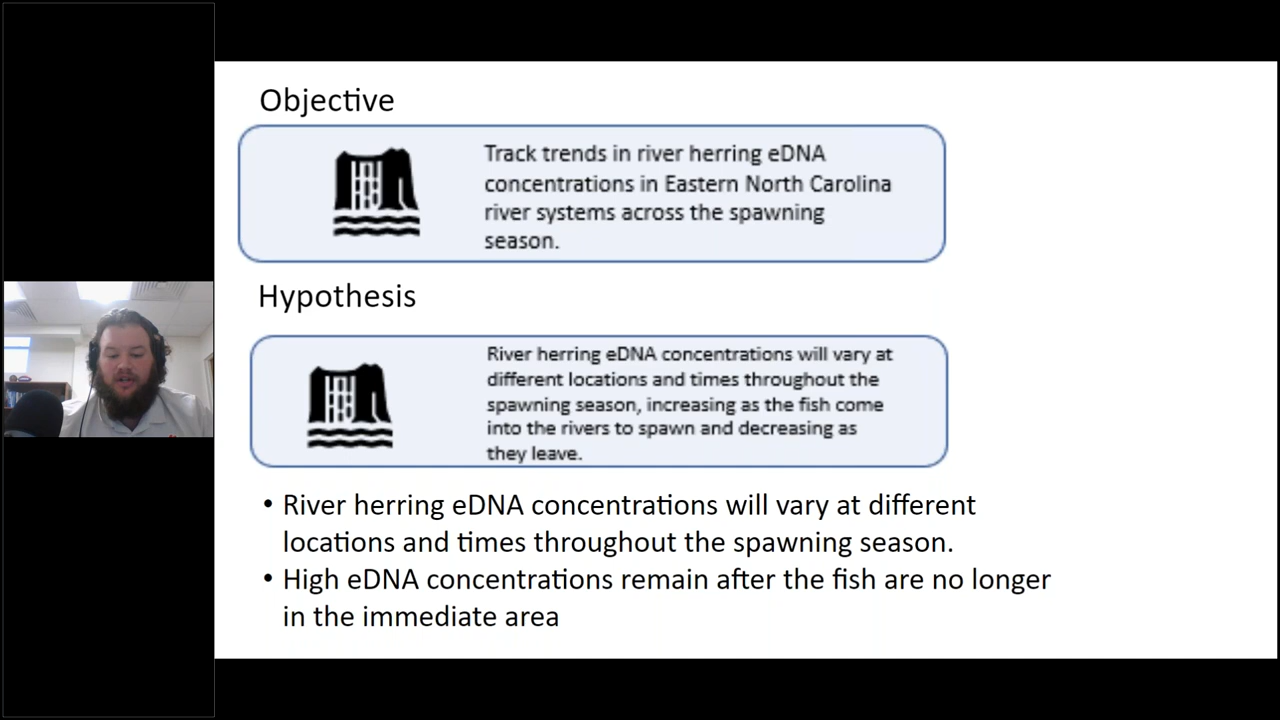 Objective
Track trends in river herring eDNA
concentrations in Eastern North Carolina
river systems across the spawning
season.
Hypothesis
River herring eDNA concentrations will vary at
different locations and times throughout the
spawning season, increasing as the fish come
into the rivers to spawn and decreasing as
they leave.
• River herring eDNA concentrations will vary at different
locations and times throughout the spawning season.
• High eDNA concentrations remain after the fish are no longer
in the immediate area